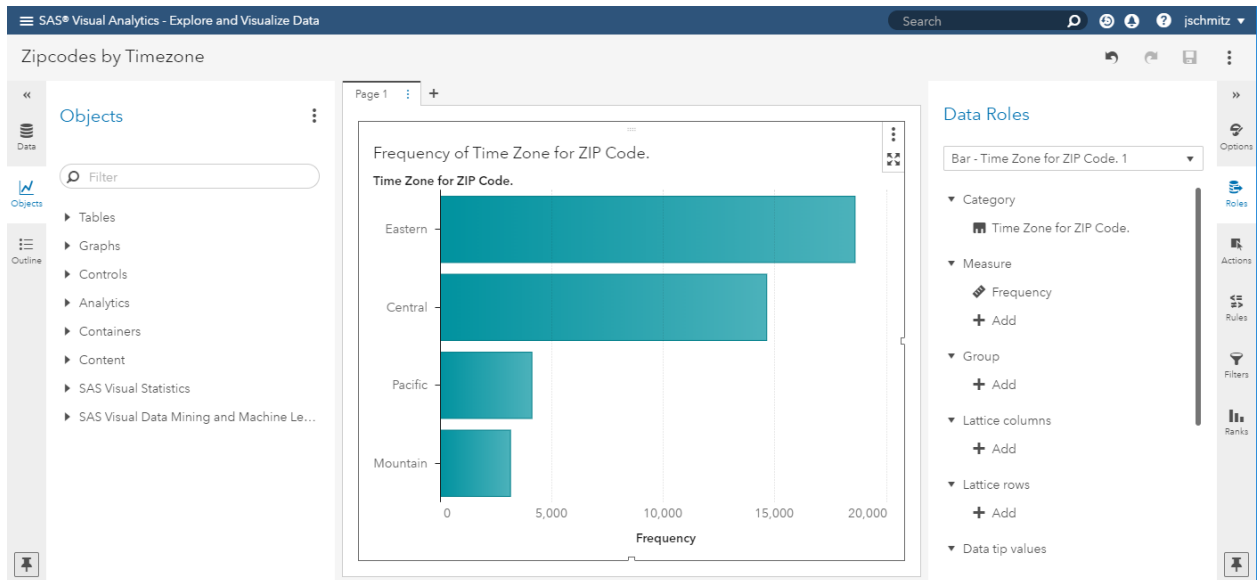 SAS® Visual Analytics - Explore and Visualize Data
Search
jschmitz
Zipcodes by Timezone
Data
Objects
Outline
Objects
Filter
Tables
Graphs
Controls
Analytics
Containers
Content
SAS Visual Statistics
SAS Visual Data Mining and Machine Le...
Page 1
Frequency of Time Zone for ZIP Code.
Time Zone for ZIP Code.
Eastern
Central
Pacific
Mountain
0 5,000 10,000 15,000 20,000
Frequency
Data Roles
Bar - Time Zone for ZIP Code. 1
Category
Time Zone for ZIP Code.
Measure
Frequency
Add
Group
Add
Lattice columns
Add
Lattice rows
Add
Data tip values
Options
Roles
Actions
Rules
Filters
Ranks